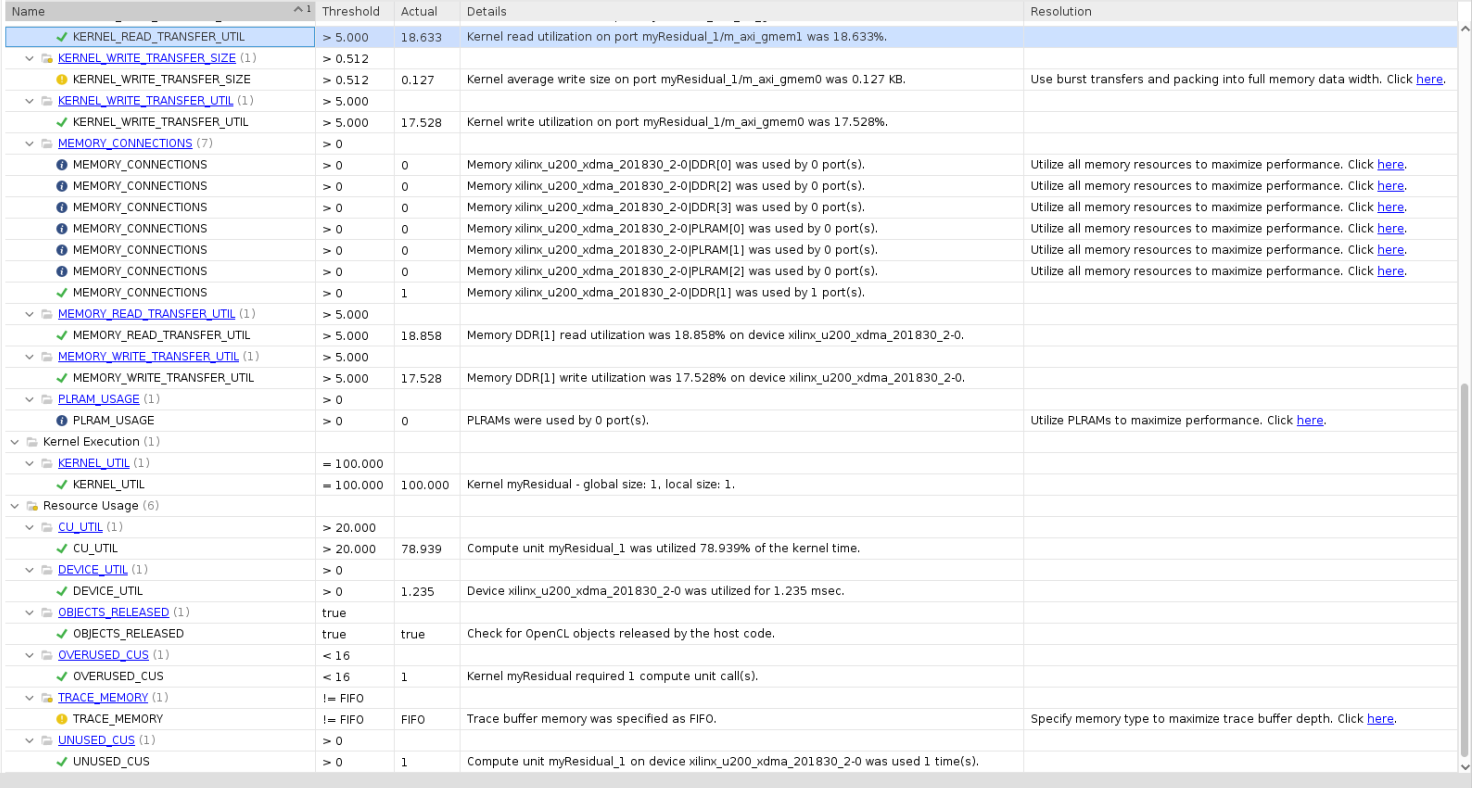 Name 1 Threshold Actual Details Resolution
KERNEL_READ_TRANSFER_UTIL > 5.000 18.633 Kernel read utilization on port myResidual_1/m_axi_gmem1 was 18.633%.
KERNEL_WRITE_TRANSFER_SIZE (1) > 0.512
KERNEL_WRITE_TRANSFER_SIZE > 0.512 0.127 Kernel average write size on port myResidual_1/m_axi_gmem0 was 0.127 KB. Use burst transfers and packing into full memory data width. Click here.
KERNEL_WRITE_TRANSFER_UTIL (1) > 5.000
KERNEL_WRITE_TRANSFER_UTIL > 5.000 17.528 Kernel write utilization on port myResidual_1/m_axi_gmem0 was 17.528%.
MEMORY_CONNECTIONS (7) > 0
MEMORY_CONNECTIONS > 0 0 Memory xilinx_u200_xdma_201830_2-0|DDR[0] was used by 0 port(s). Utilize all memory resources to maximize performance. Click here.
MEMORY_CONNECTIONS > 0 0 Memory xilinx_u200_xdma_201830_2-0|DDR[2] was used by 0 port(s). Utilize all memory resources to maximize performance. Click here.
MEMORY_CONNECTIONS > 0 0 Memory xilinx_u200_xdma_201830_2-0|DDR[3] was used by 0 port(s). Utilize all memory resources to maximize performance. Click here.
MEMORY_CONNECTIONS > 0 0 Memory xilinx_u200_xdma_201830_2-0|PLRAM[0] was used by 0 port(s). Utilize all memory resources to maximize performance. Click here.
MEMORY_CONNECTIONS > 0 0 Memory xilinx_u200_xdma_201830_2-0|PLRAM[1] was used by 0 port(s). Utilize all memory resources to maximize performance. Click here.
MEMORY_CONNECTIONS > 0 0 Memory xilinx_u200_xdma_201830_2-0|PLRAM[2] was used by 0 port(s). Utilize all memory resources to maximize performance. Click here.
MEMORY_CONNECTIONS > 0 1 Memory xilinx_u200_xdma_201830_2-0|DDR[1] was used by 1 port(s).
MEMORY_READ_TRANSFER_UTIL (1) > 5.000
MEMORY_READ_TRANSFER_UTIL > 5.000 18.858 Memory DDR[1] read utilization was 18.858% on device xilinx_u200_xdma_201830_2-0.
MEMORY_WRITE_TRANSFER_UTIL (1) > 5.000
MEMORY_WRITE_TRANSFER_UTIL > 5.000 17.528 Memory DDR[1] write utilization was 17.528% on device xilinx_u200_xdma_201830_2-0.
PLRAM_USAGE (1) > 0
PLRAM_USAGE > 0 0 PLRAMs were used by 0 port(s). Utilize PLRAMs to maximize performance. Click here.
Kernel Execution (1)
KERNEL_UTIL (1) = 100.000
KERNEL_UTIL = 100.000 100.000 Kernel myResidual - global size: 1, local size: 1.
Resource Usage (6)
CU_UTIL (1) > 20.000
CU_UTIL > 20.000 78.939 Compute unit myResidual_1 was utilized 78.939% of the kernel time.
DEVICE_UTIL (1) > 0
DEVICE_UTIL > 0 1.235 Device xilinx_u200_xdma_201830_2-0 was utilized for 1.235 msec.
OBJECTS_RELEASED (1) true
OBJECTS_RELEASED true true Check for OpenCL objects released by the host code.
OVERUSED_CUS (1) < 16
OVERUSED_CUS < 16 1 Kernel myResidual required 1 compute unit call(s).
TRACE_MEMORY (1) != FIFO
TRACE_MEMORY != FIFO FIFO Trace buffer memory was specified as FIFO. Specify memory type to maximize trace buffer depth. Click here.
UNUSED_CUS (1) > 0
UNUSED_CUS > 0 1 Compute unit myResidual_1 on device xilinx_u200_xdma_201830_2-0 was used 1 time(s).